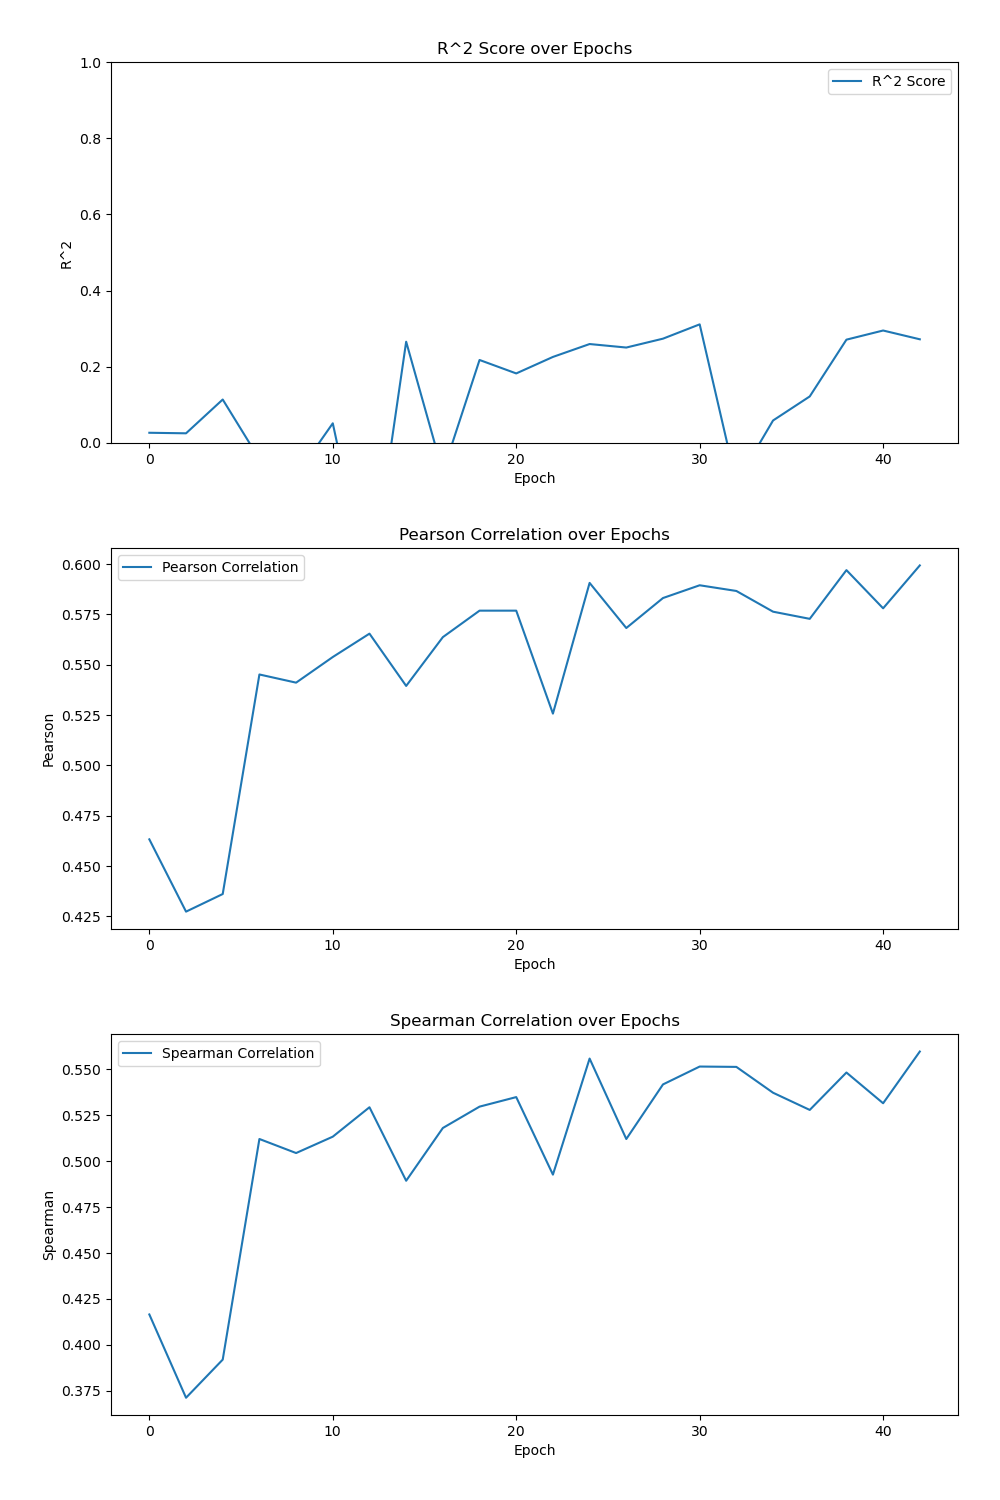 R^2 Score over Epochs
R^2 Score
1.0
0.8
0.6
0.4
0.2
0.0
R^2
0 10 20 30 40
Epoch
Pearson Correlation over Epochs
Pearson Correlation
0.600
0.575
0.550
0.525
0.500
0.475
0.450
0.425
Pearson
0 10 20 30 40
Epoch
Spearman Correlation over Epochs
Spearman Correlation
0.550
0.525
0.500
0.475
0.450
0.425
0.400
0.375
Spearman
0 10 20 30 40
Epoch